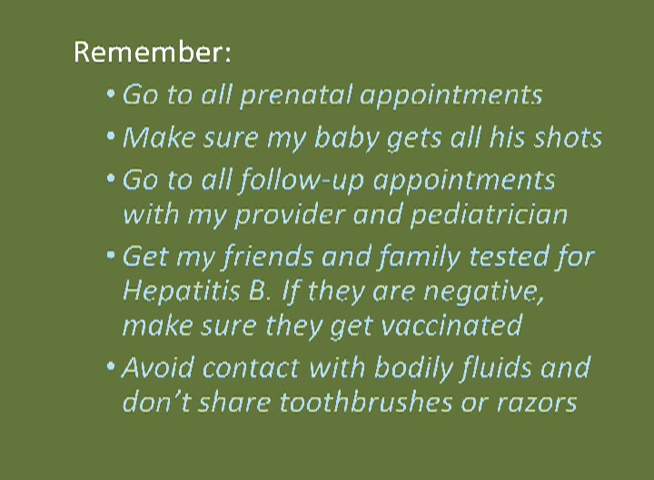 Remember:
• Go to all prenatal appointments
• Make sure my baby gets all his shots
• Go to all follow-up appointments
with my provider and pediatrician
• Get my friends and family tested for
Hepatitis B. If they are negative,
make sure they get vaccinated
• Avoid contact with bodily fluids and
don't share toothbrushes or razors